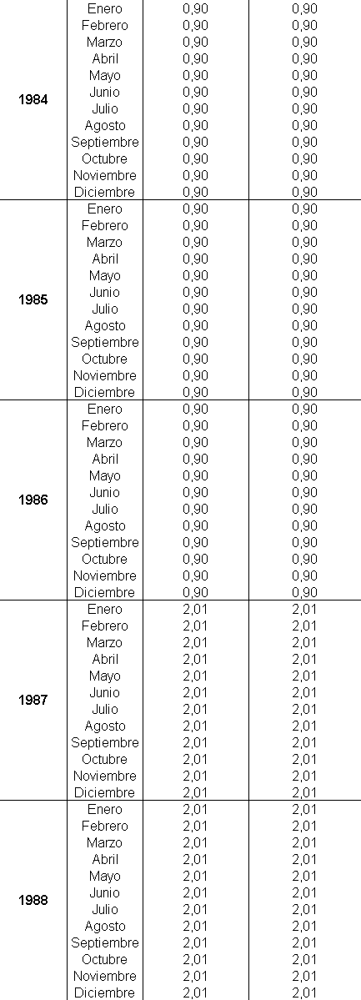 Enero 0,90 0,90
Febrero 0,90 0,90
Marzo 0,90 0,90
Abril 0,90 0,90
Mayo 0,90 0,90
1984 Junio 0,90 0,90
Julio 0,90 0,90
Agosto 0,90 0,90
Septiembre 0,90 0,90
Octubre 0,90 0,90
Noviembre 0,90 0,90
Diciembre 0,90 0,90
Enero 0,90 0,90
Febrero 0,90 0,90
Marzo 0,90 0,90
Abril 0,90 0,90
Mayo 0,90 0,90
1985 Junio 0,90 0,90
Julio 0,90 0,90
Agosto 0,90 0,90
Septiembre 0,90 0,90
Octubre 0,90 0,90
Noviembre 0,90 0,90
Diciembre 0,90 0,90
Enero 0,90 0,90
Febrero 0,90 0,90
Marzo 0,90 0,90
Abril 0,90 0,90
Mayo 0,90 0,90
1986 Junio 0,90 0,90
Julio 0,90 0,90
Agosto 0,90 0,90
Septiembre 0,90 0,90
Octubre 0,90 0,90
Noviembre 0,90 0,90
Diciembre 0,90 0,90
Enero 2,01 2,01
Febrero 2,01 2,01
Marzo 2,01 2,01
Abril 2,01 2,01
Mayo 2,01 2,01
1987 Junio 2,01 2,01
Julio 2,01 2,01
Agosto 2,01 2,01
Septiembre 2,01 2,01
Octubre 2,01 2,01
Noviembre 2,01 2,01
Diciembre 2,01 2,01
Enero 2,01 2,01
Febrero 2,01 2,01
Marzo 2,01 2,01
Abril 2,01 2,01
Mayo 2,01 2,01
1988 Junio 2,01 2,01
Julio 2,01 2,01
Agosto 2,01 2,01
Septiembre 2,01 2,01
Octubre 2,01 2,01
Noviembre 2,01 2,01
Diciembre 2,01 2,01